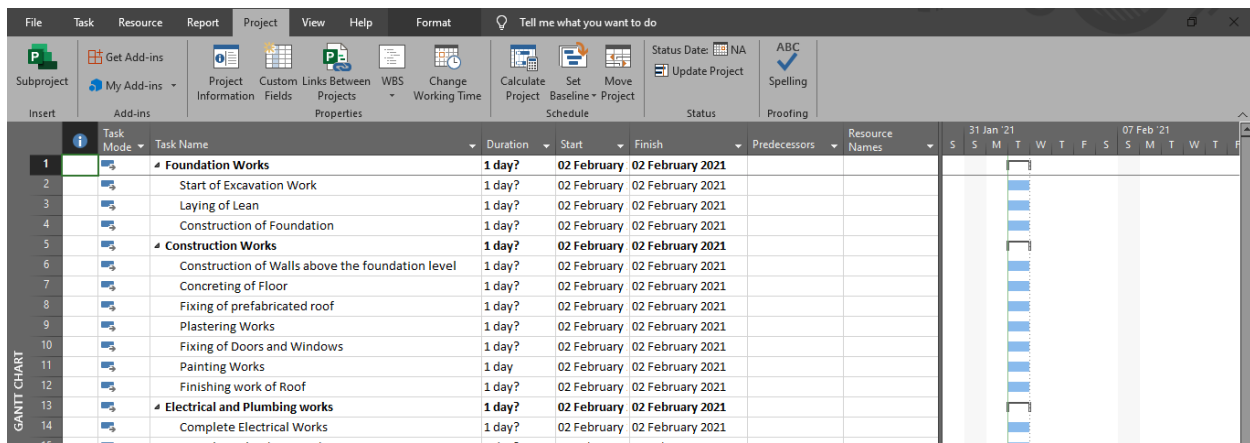 File Task Resource Report Project View Help Format Tell me what you want to do
Subproject
Get Add-ins
My Add-ins
Project Information
Custom Fields
Links Between Projects
WBS
Change Working Time
Calculate Project
Set Baseline
Move Project
Status Date: NA
Update Project
ABC
Spelling
Insert Add-ins Properties Schedule Status Proofing
Task Mode Task Name Duration Start Finish Predecessors Resource Names
31 Jan '21 07 Feb '21
S S M T W T F S S M T W T F
1 Foundation Works 1 day? 02 February 02 February 2021
2 Start of Excavation Work 1 day? 02 February 02 February 2021
3 Laying of Lean 1 day? 02 February 02 February 2021
4 Construction of Foundation 1 day? 02 February 02 February 2021
5 Construction Works 1 day? 02 February 02 February 2021
6 Construction of Walls above the foundation level 1 day? 02 February 02 February 2021
7 Concreting of Floor 1 day? 02 February 02 February 2021
8 Fixing of prefabricated roof 1 day? 02 February 02 February 2021
9 Plastering Works 1 day? 02 February 02 February 2021
10 Fixing of Doors and Windows 1 day? 02 February 02 February 2021
11 Painting Works 1 day 02 February 02 February 2021
12 Finishing work of Roof 1 day? 02 February 02 February 2021
13 Electrical and Plumbing works 1 day? 02 February 02 February 2021
14 Complete Electrical Works 1 day? 02 February 02 February 2021
GANTT CHART